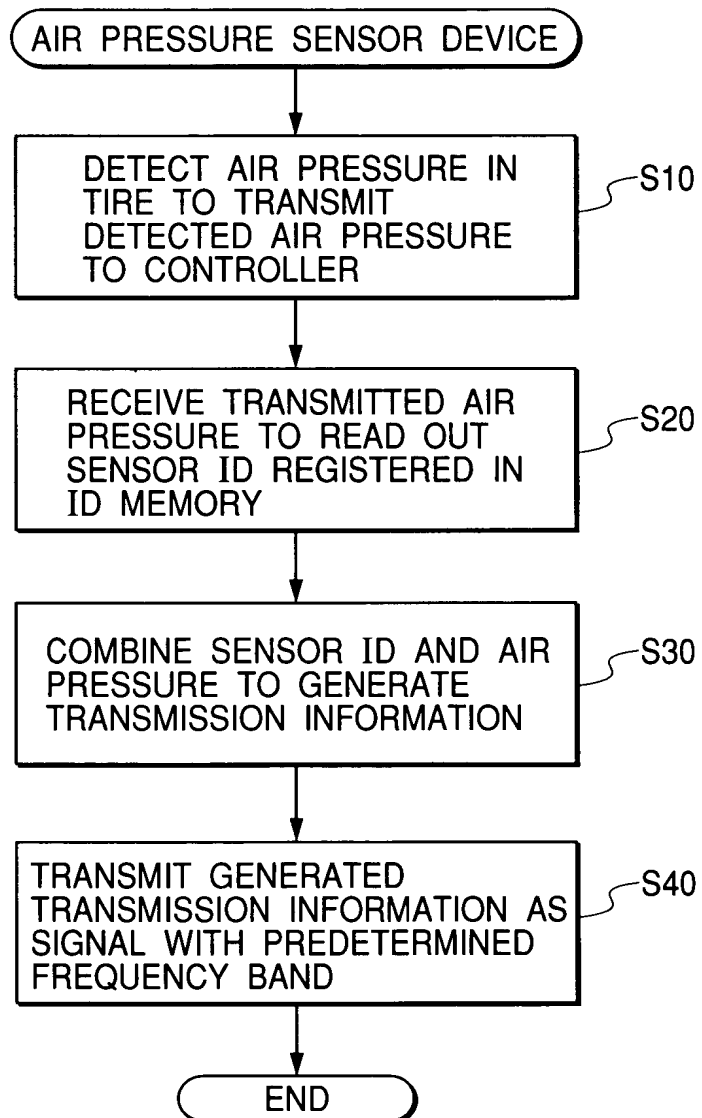 AIR PRESSURE SENSOR DEVICE
DETECT AIR PRESSURE IN
TIRE TO TRANSMIT
DETECTED AIR PRESSURE
TO CONTROLLER
S10
RECEIVE TRANSMITTED AIR
PRESSURE TO READ OUT
SENSOR ID REGISTERED IN
ID MEMORY
S20
COMBINE SENSOR ID AND AIR
PRESSURE TO GENERATE
TRANSMISSION INFORMATION
S30
TRANSMIT GENERATED
TRANSMISSION INFORMATION AS
SIGNAL WITH PREDETERMINED
FREQUENCY BAND
S40
END